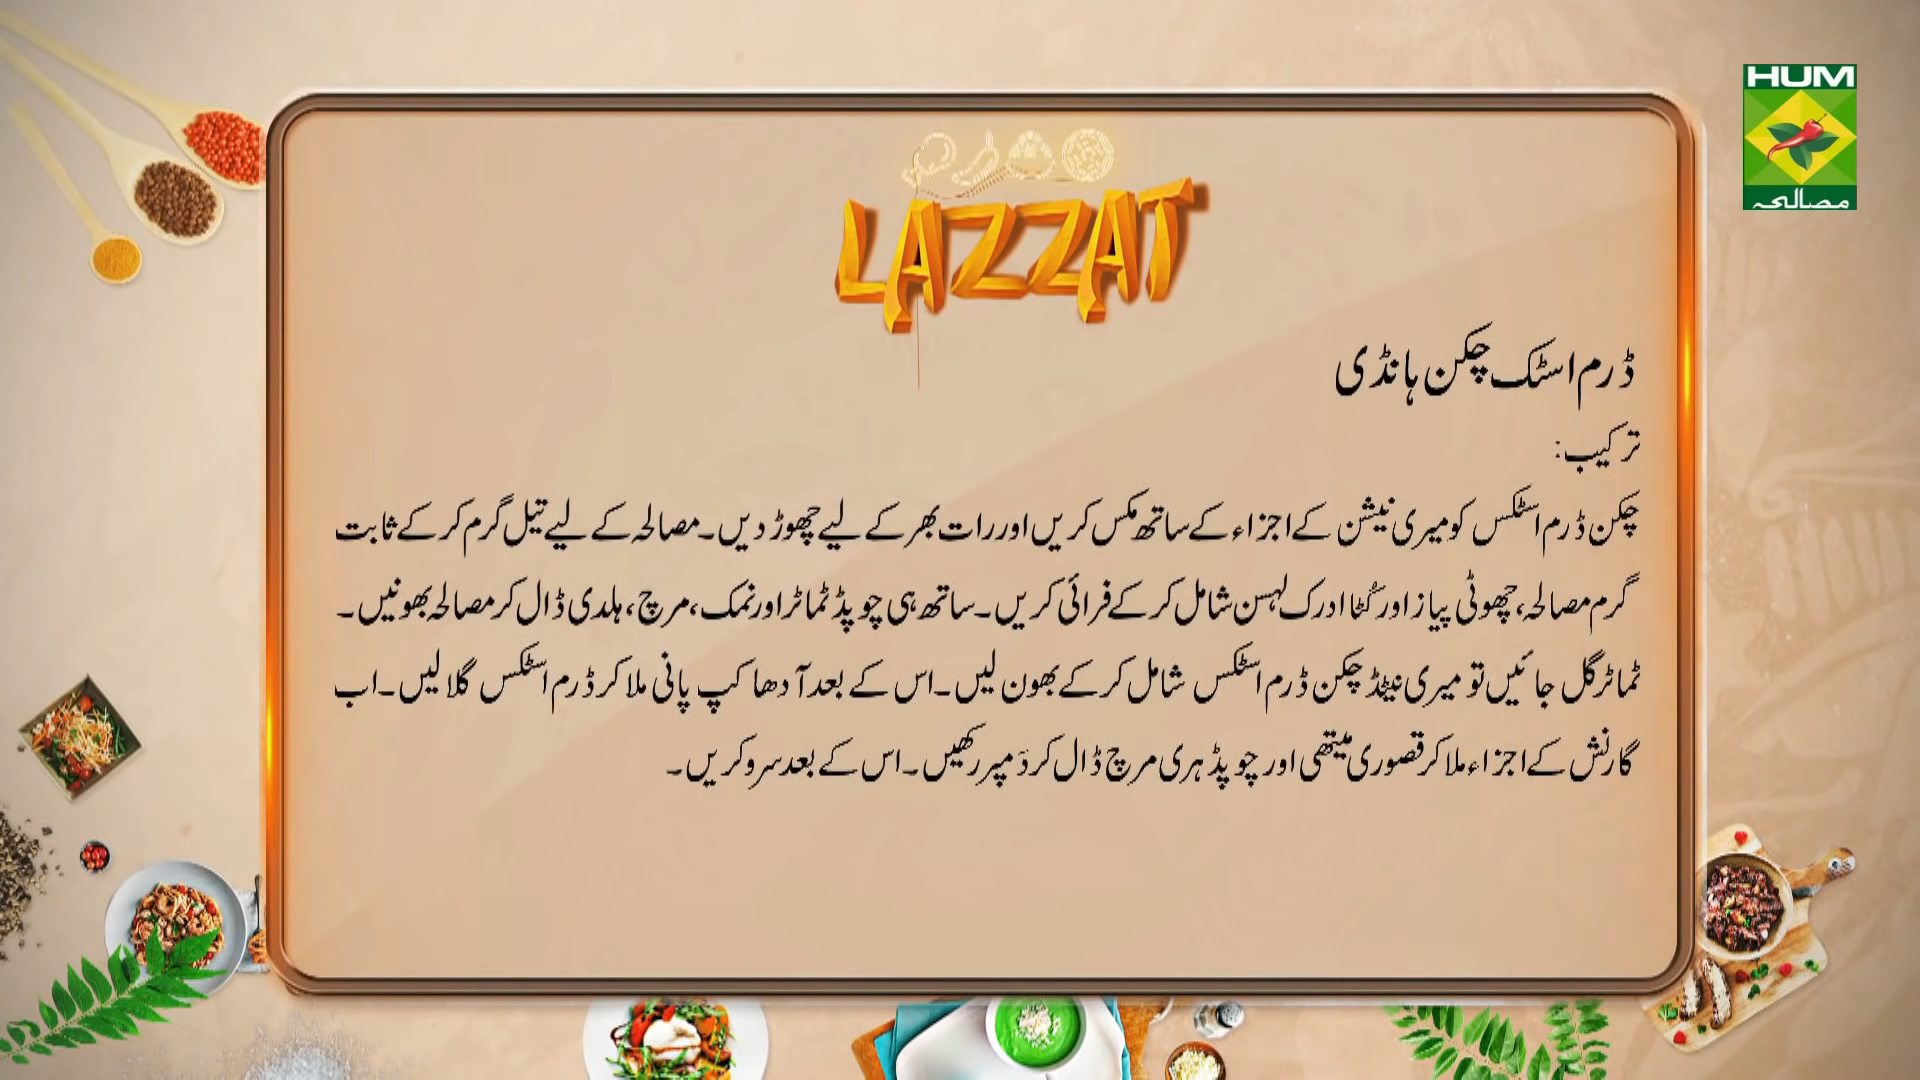 HUM
مصالحہ
LAZZAT
ڈرم اسٹک چکن ہانڈی
ترکیب:
چکن ڈرم اسٹکس کو میری نیشن کے اجزاء کے ساتھ مکس کریں اور رات بھر کے لیے چھوڑ دیں۔ مصالحہ کے لیے تیل گرم کر کے ثابت
گرم مصالحہ، چھوٹی پیاز اور کُٹا ادرک لہسن شامل کر کے فرائی کریں۔ ساتھ ہی چوپڈ ٹماٹر اور نمک، مرچ، ہلدی ڈال کر مصالحہ بھونیں۔
ٹماٹر گل جائیں تو میری نیٹڈ چکن ڈرم اسٹکس شامل کر کے بھون لیں۔ اس کے بعد آدھا کپ پانی ملا کر ڈرم اسٹکس گلا لیں۔ اب
گارنش کے اجزاء ملا کر قصوری میتھی اور چوپڈ ہری مرچ ڈال کر دَم پر رکھیں۔ اس کے بعد سرو کریں۔